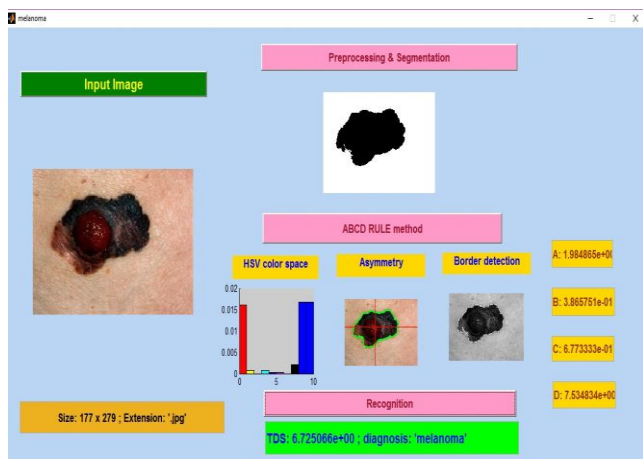 melanoma
Preprocessing & Segmentation
Input Image
ABCD RULE method
HSV color space
Asymmetry
Border detection
A: 1.984865e+00
B: 3.865751e-01
C: 6.773333e-01
D: 7.534834e+00
0.02
0.015
0.01
0.005
0
0 5 10
Recognition
Size: 177 x 279 ; Extension: '.jpg'
TDS: 6.725066e+00 ; diagnosis: 'melanoma'